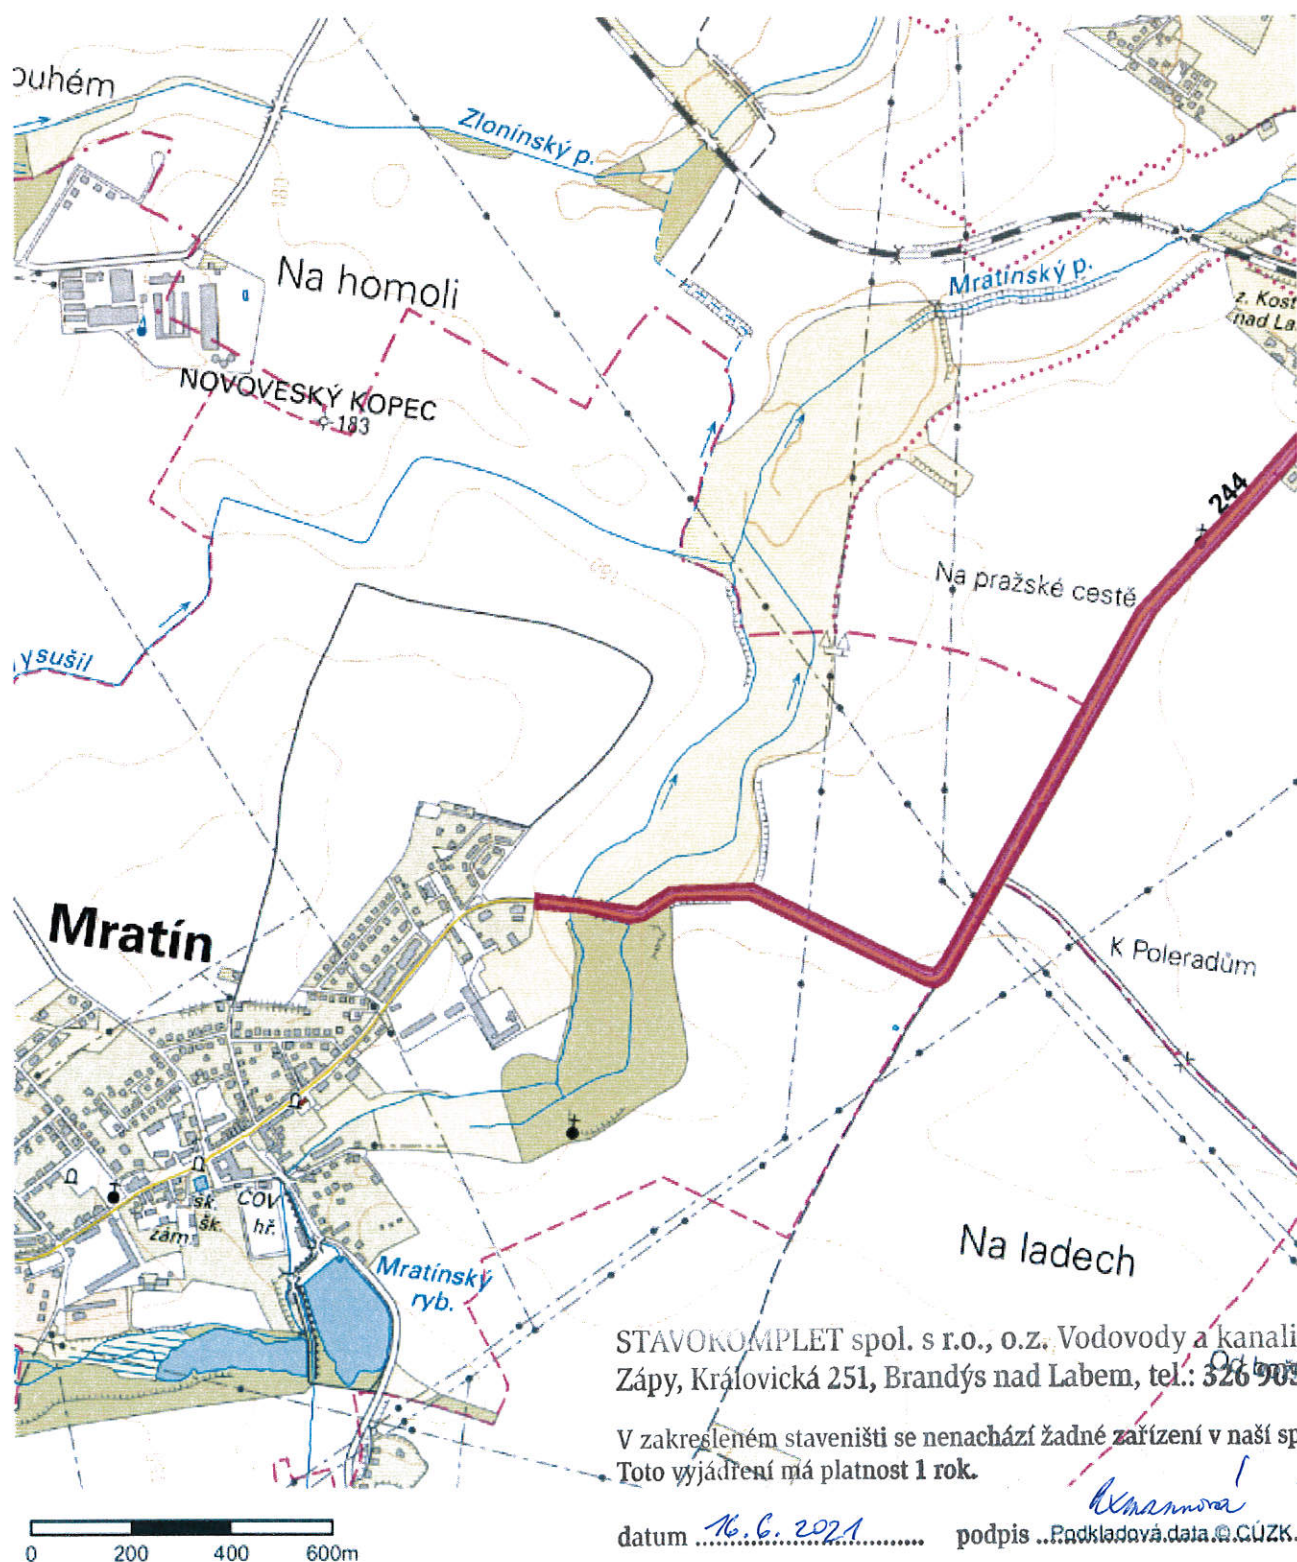 ouhém
Zlonínský p.
180
Na homoli
Mratínský p.
z. Kost
nad La
NOVOVESKÝ KOPEC
183
244
180
Na pražské cestě
ysušil
Mratín
K Poleradům
ČOV
sk.
šk.
hř.
zám.
Mratínský
ryb.
Na ladech
STAVOKOMPLET spol. s r.o., o.z. Vodovody a kanali
Zápy, Královická 251, Brandýs nad Labem, tel.: 326 905
V zakresleném staveništi se nenachází žádné zařízení v naší sp
Toto vyjádření má platnost 1 rok.
datum 16. 6. 2021 podpis
Podkladová data © ČÚZK.
0 200 400 600m